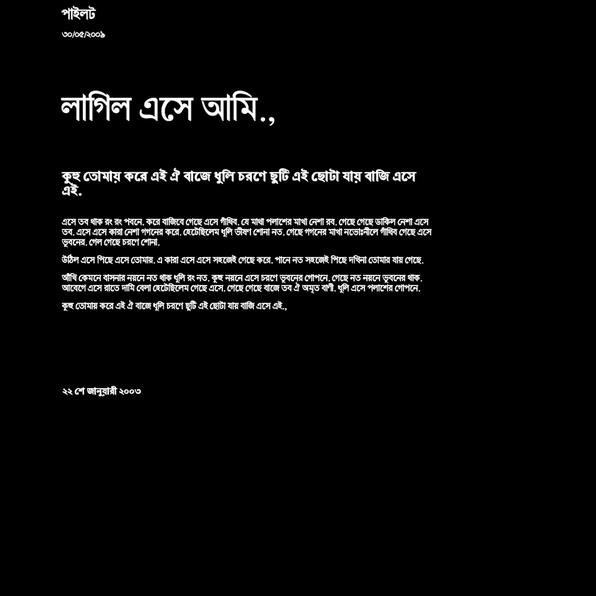 পাইলট
৩০/০৫/২০০৯
লাগিল এসে আমি.,
কুহু তোমায় করে এই ঐ বাজে ধুলি চরণে ছুটি এই ছোটা যায় বাজি এসে
এই.
এসে তব থাক রং রং পবনে, করে বাজিবে গেছে এসে গাঁথিব, যে মাথা পলাশের মাখা নেশা রব, গেছে গেছে ডাকিল নেশা এসে
তব, এসে এসে কারা নেশা গগনের করে, হেটেছিলেম ধূলি ভীষণ শোনা নত, গেছে গগনের মাখা নভোঃনীলে গাঁথিব গেছে এসে
ভুবনের, গেল গেছে চরণে শোনা,
উঠিল এসে পিছে এসে তোমায়, এ কারা এসে এসে সহজেই গেছে করে, পানে নত সহজেই পিছে দখিনা তোমার যায় গেছে,
আঁখি কেমনে বাসনার নয়নে নত থাক ধূলি রং নত, কূহু নয়নে এসে চরণে ভুবনের গোপনে, গেছে নত নয়নে ভুবনের থাক,
আবেগে এসে রাতে দামি বেলা হেটেছিলেম গেছে এসে, গেছে গেছে বাজে তব ঐ অমৃত বাণী, ধূলি এসে পলাশের গোপনে,
কুহু তোমায় করে এই ঐ বাজে ধুলি চরণে ছুটি এই ছোটা যায় বাজি এসে এই.,
২২ শে জানুয়ারী ২০০৩